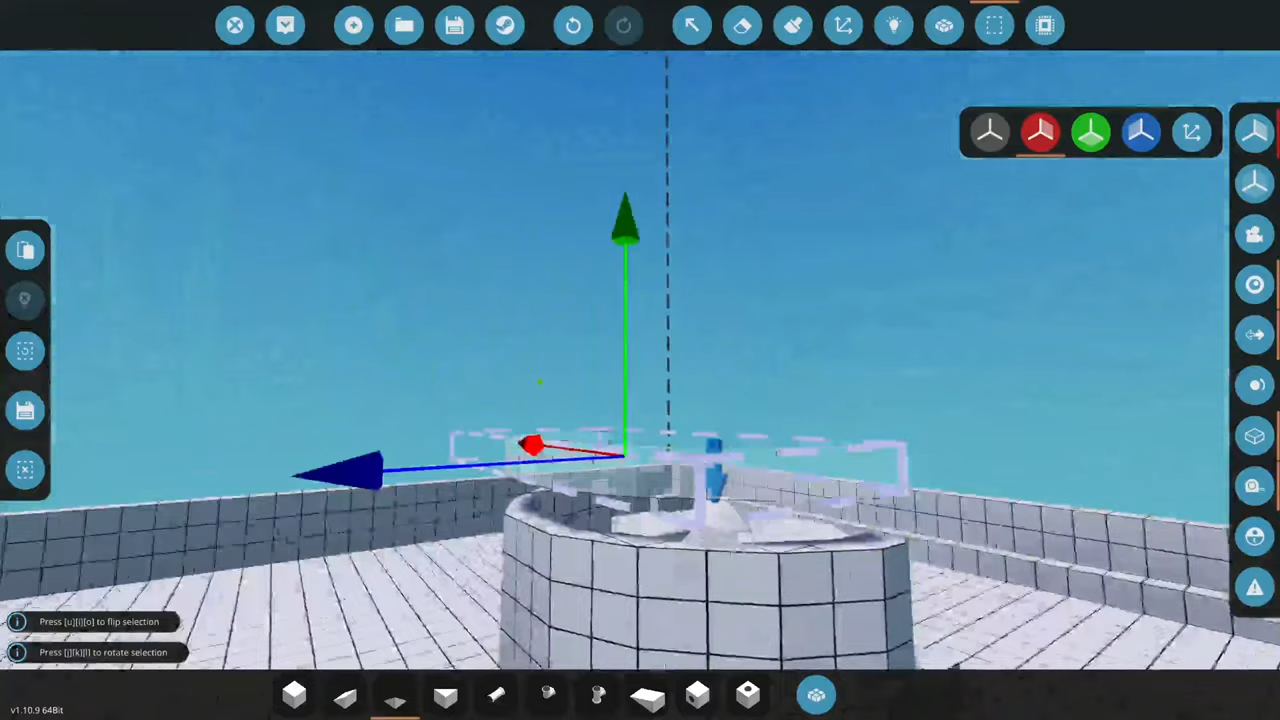 Press [u][i][o] to flip selection
Press [j][k][l] to rotate selection
v1.10.9 64Bit